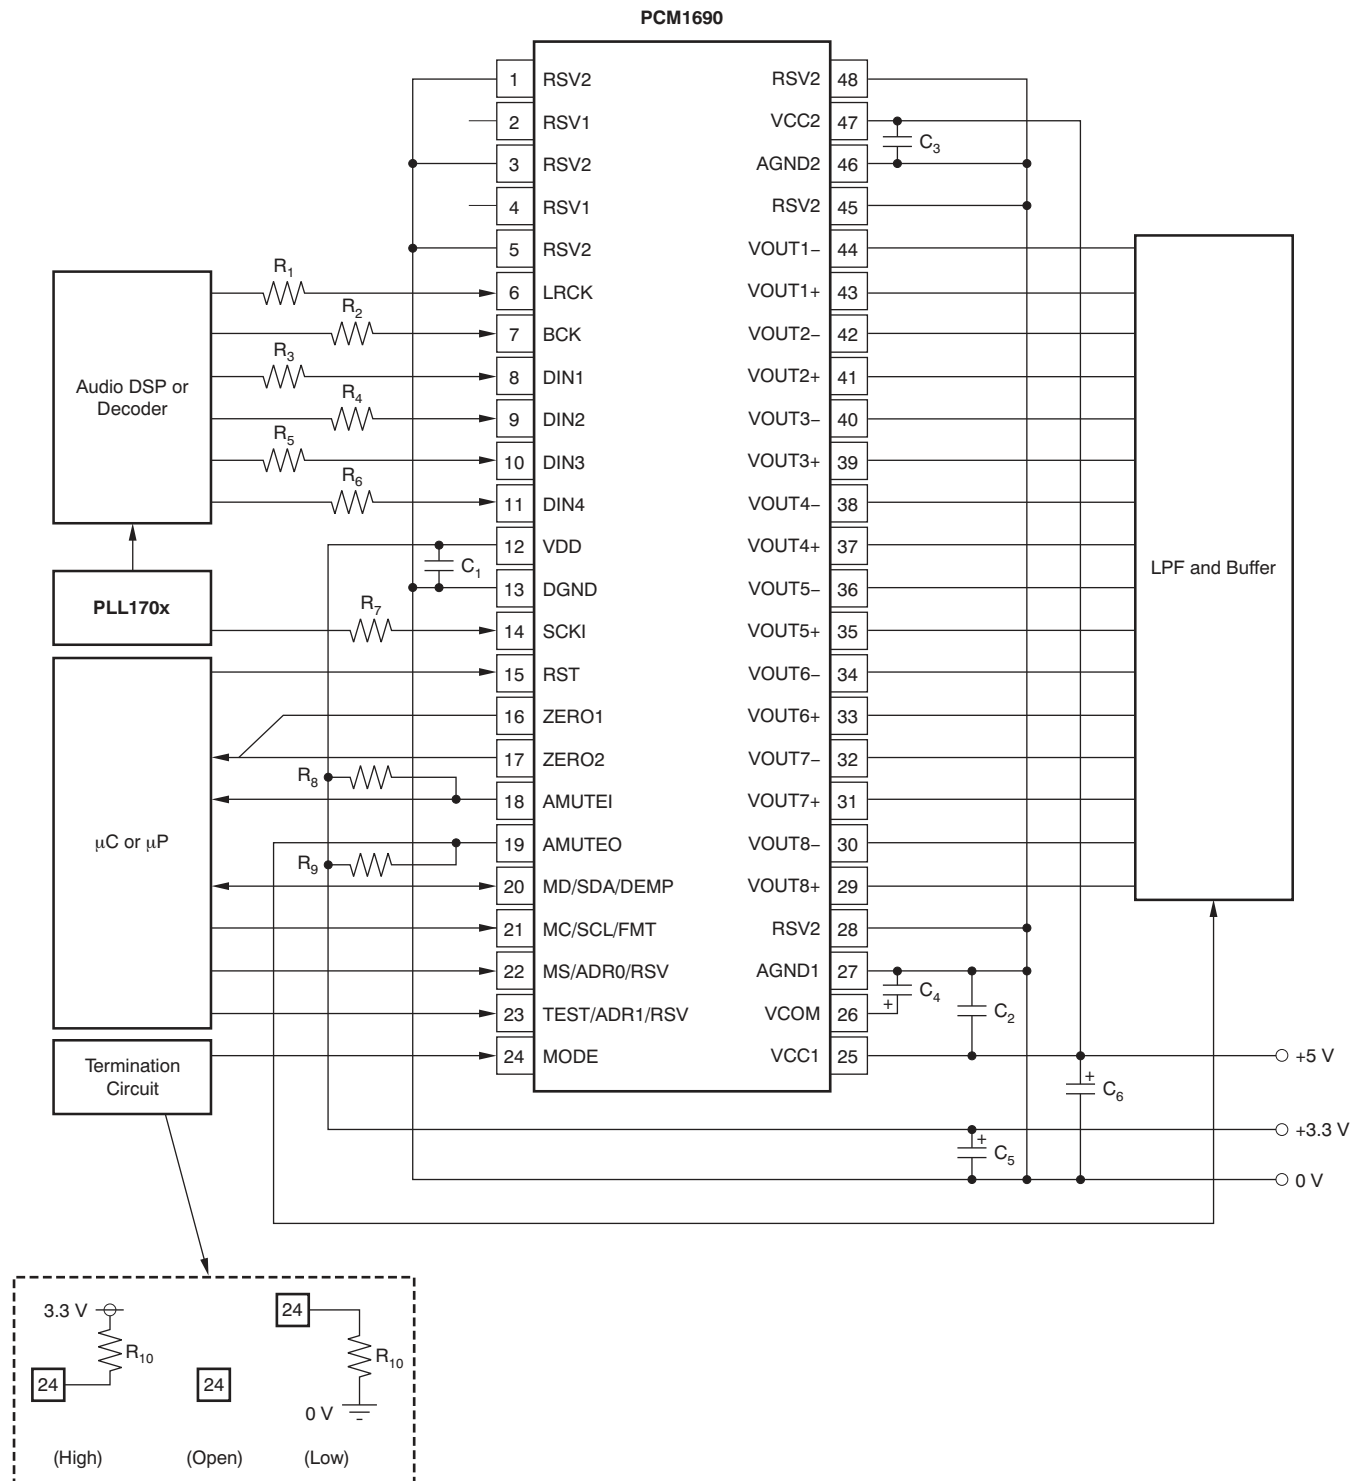 PCM1690
1 RSV2
2 RSV1
3 RSV2
4 RSV1
5 RSV2
6 LRCK
7 BCK
8 DIN1
9 DIN2
10 DIN3
11 DIN4
12 VDD
13 DGND
14 SCKI
15 RST
16 ZERO1
17 ZERO2
18 AMUTEI
19 AMUTEO
20 MD/SDA/DEMP
21 MC/SCL/FMT
22 MS/ADR0/RSV
23 TEST/ADR1/RSV
24 MODE
RSV2 48
VCC2 47
AGND2 46
RSV2 45
VOUT1− 44
VOUT1+ 43
VOUT2− 42
VOUT2+ 41
VOUT3− 40
VOUT3+ 39
VOUT4− 38
VOUT4+ 37
VOUT5− 36
VOUT5+ 35
VOUT6− 34
VOUT6+ 33
VOUT7− 32
VOUT7+ 31
VOUT8− 30
VOUT8+ 29
RSV2 28
AGND1 27
VCOM 26
VCC1 25
Audio DSP or
Decoder
PLL170x
μC or μP
Termination
Circuit
R1
R2
R3
R4
R5
R6
C1
R7
R8
R9
C3
LPF and Buffer
C4
+
C2
+5 V
+
C6
+3.3 V
+
C5
0 V
3.3 V
R10
24
(High)
24
(Open)
24
R10
0 V
(Low)